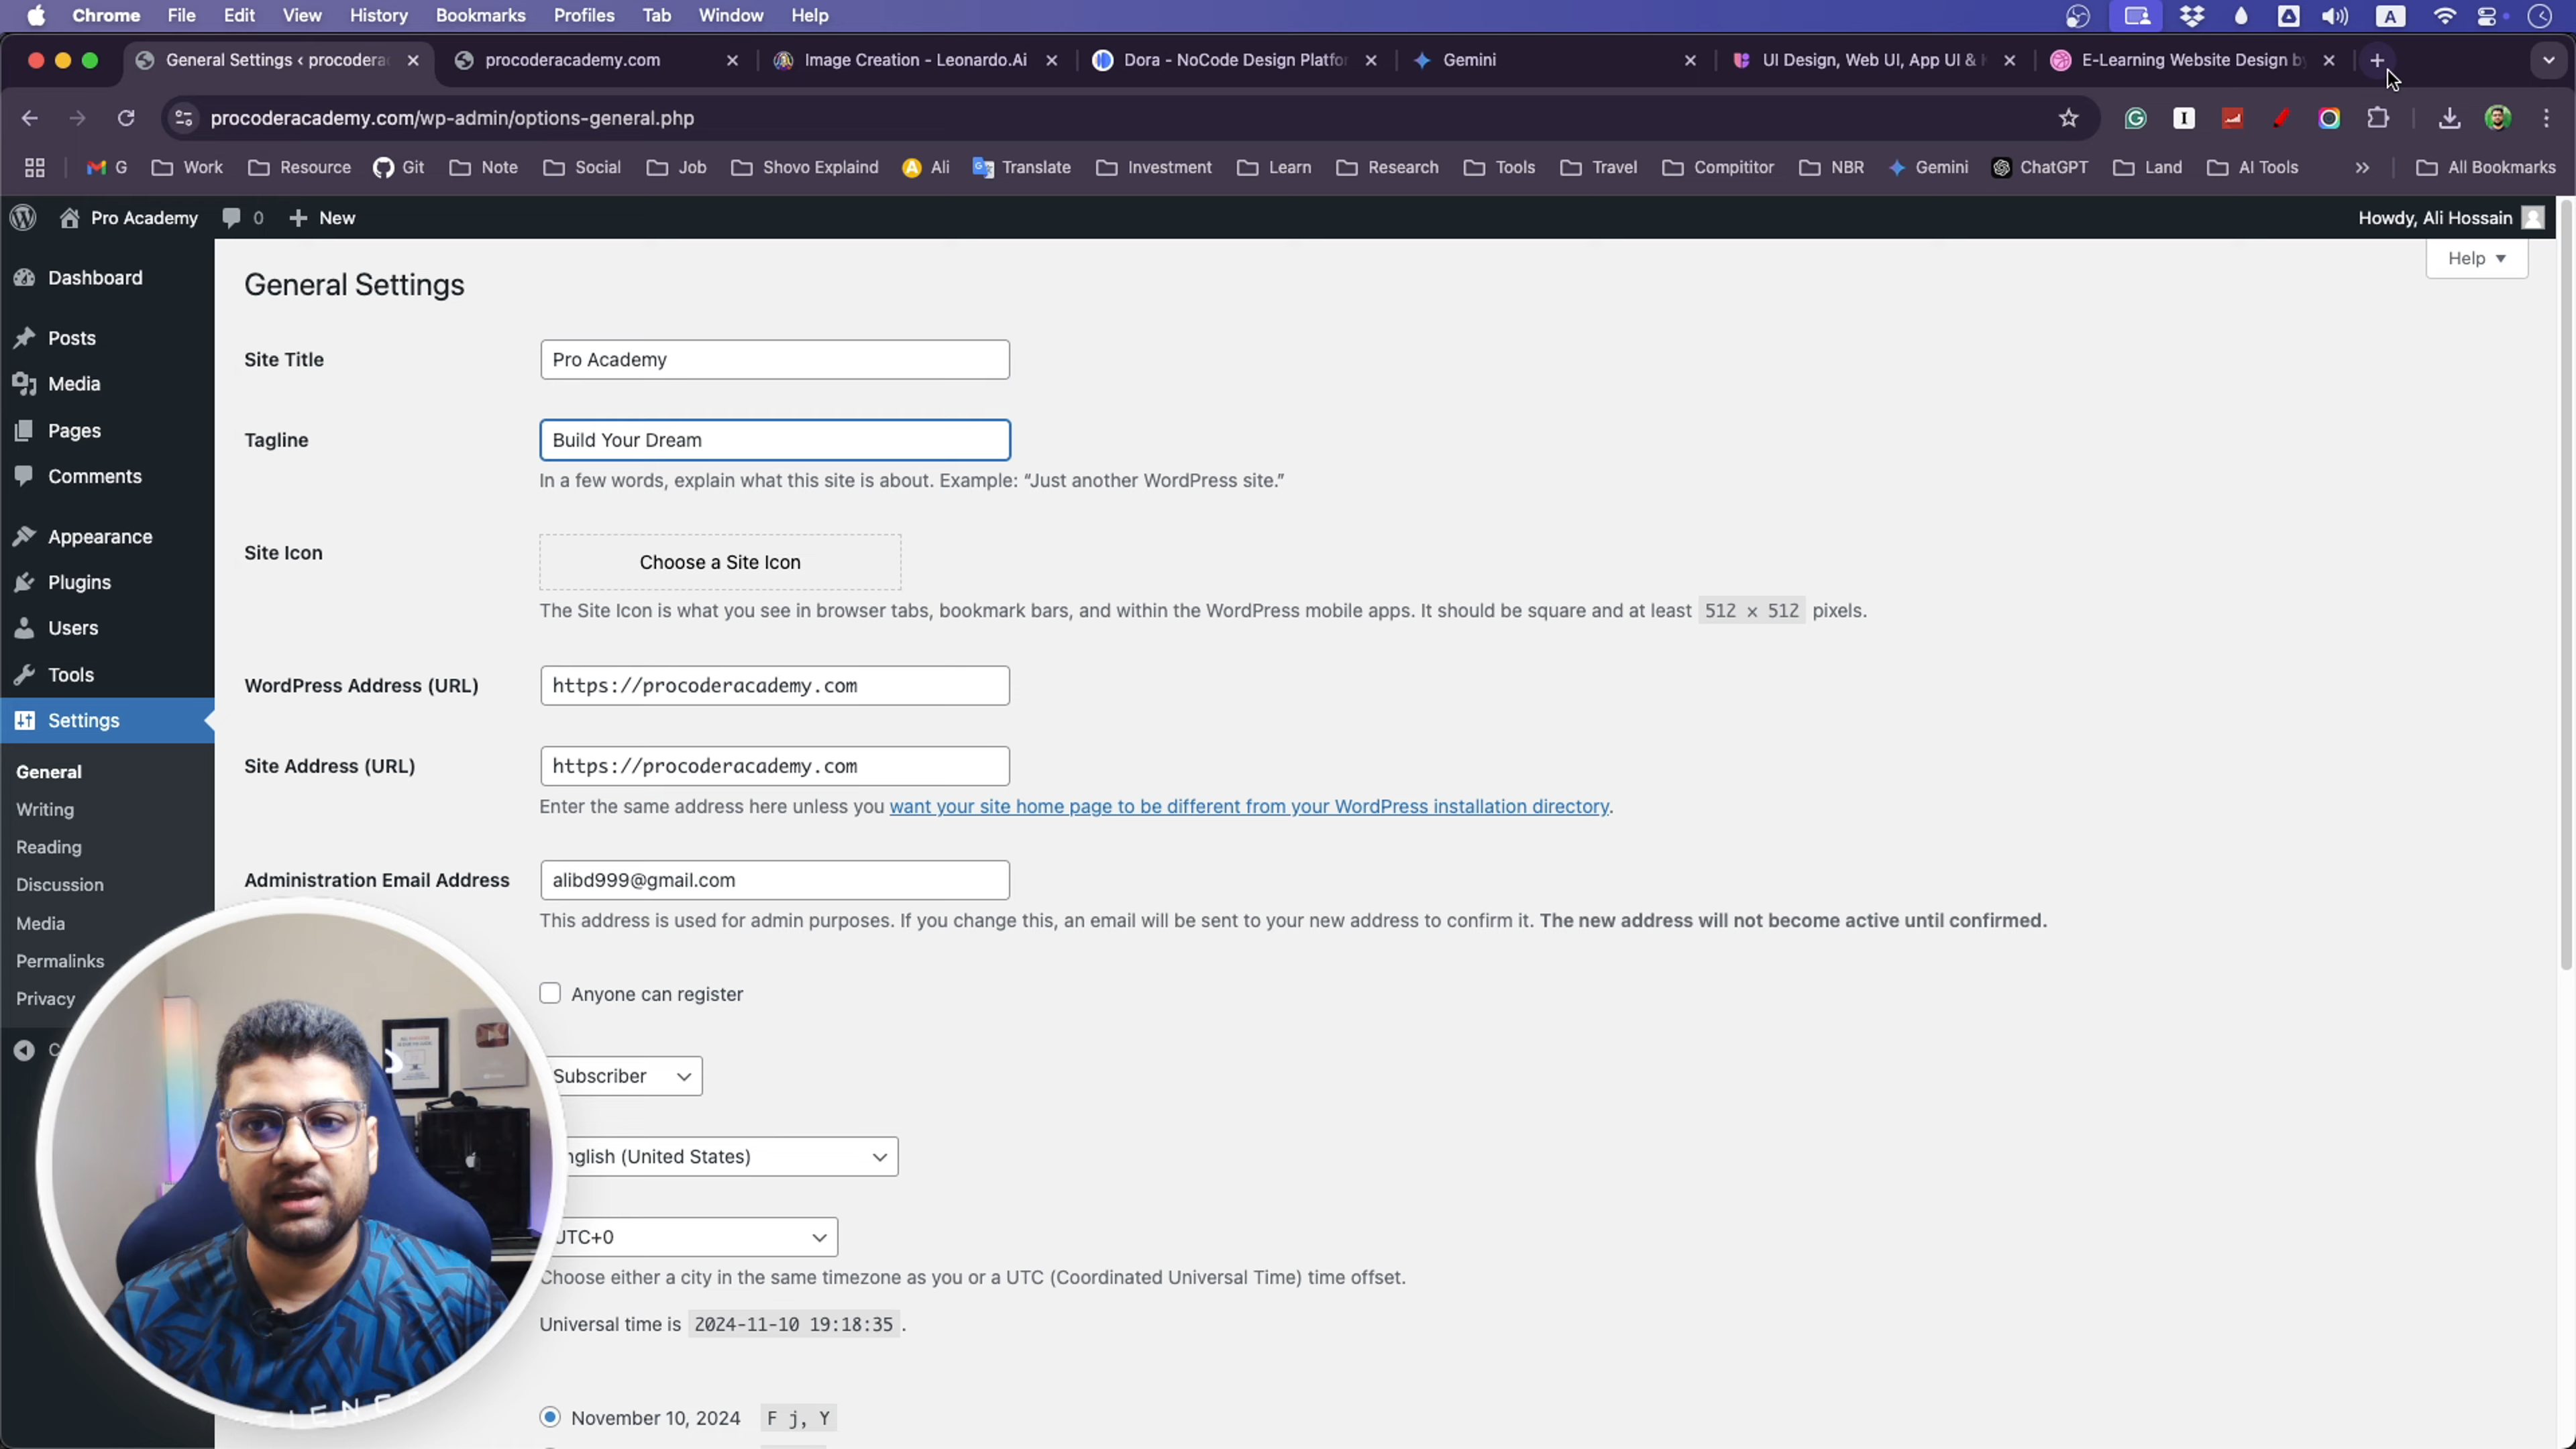 Chrome File Edit View History Bookmarks Profiles Tab Window Help A
General Settings ‹ procodera procoderacademy.com Image Creation - Leonardo.Ai Dora - NoCode Design Platfor Gemini UI Design, Web UI, App UI & E-Learning Website Design by
procoderacademy.com/wp-admin/options-general.php
G Work Resource Git Note Social Job Shovo Explaind Ali Translate Investment Learn Research Tools Travel Compititor NBR Gemini ChatGPT Land AI Tools » All Bookmarks
Pro Academy 0 + New Howdy, Ali Hossain
Help
Dashboard
Posts
Media
Pages
Comments
Appearance
Plugins
Users
Tools
Settings
General
Writing
Reading
Discussion
Media
Permalinks
Privacy
General Settings
Site Title Pro Academy
Tagline Build Your Dream
In a few words, explain what this site is about. Example: “Just another WordPress site.”
Site Icon Choose a Site Icon
The Site Icon is what you see in browser tabs, bookmark bars, and within the WordPress mobile apps. It should be square and at least 512 × 512 pixels.
WordPress Address (URL) https://procoderacademy.com
Site Address (URL) https://procoderacademy.com
Enter the same address here unless you want your site home page to be different from your WordPress installation directory.
Administration Email Address alibd999@gmail.com
This address is used for admin purposes. If you change this, an email will be sent to your new address to confirm it. The new address will not become active until confirmed.
Anyone can register
Subscriber
nglish (United States)
UTC+0
Choose either a city in the same timezone as you or a UTC (Coordinated Universal Time) time offset.
Universal time is 2024-11-10 19:18:35 .
November 10, 2024 F j, Y